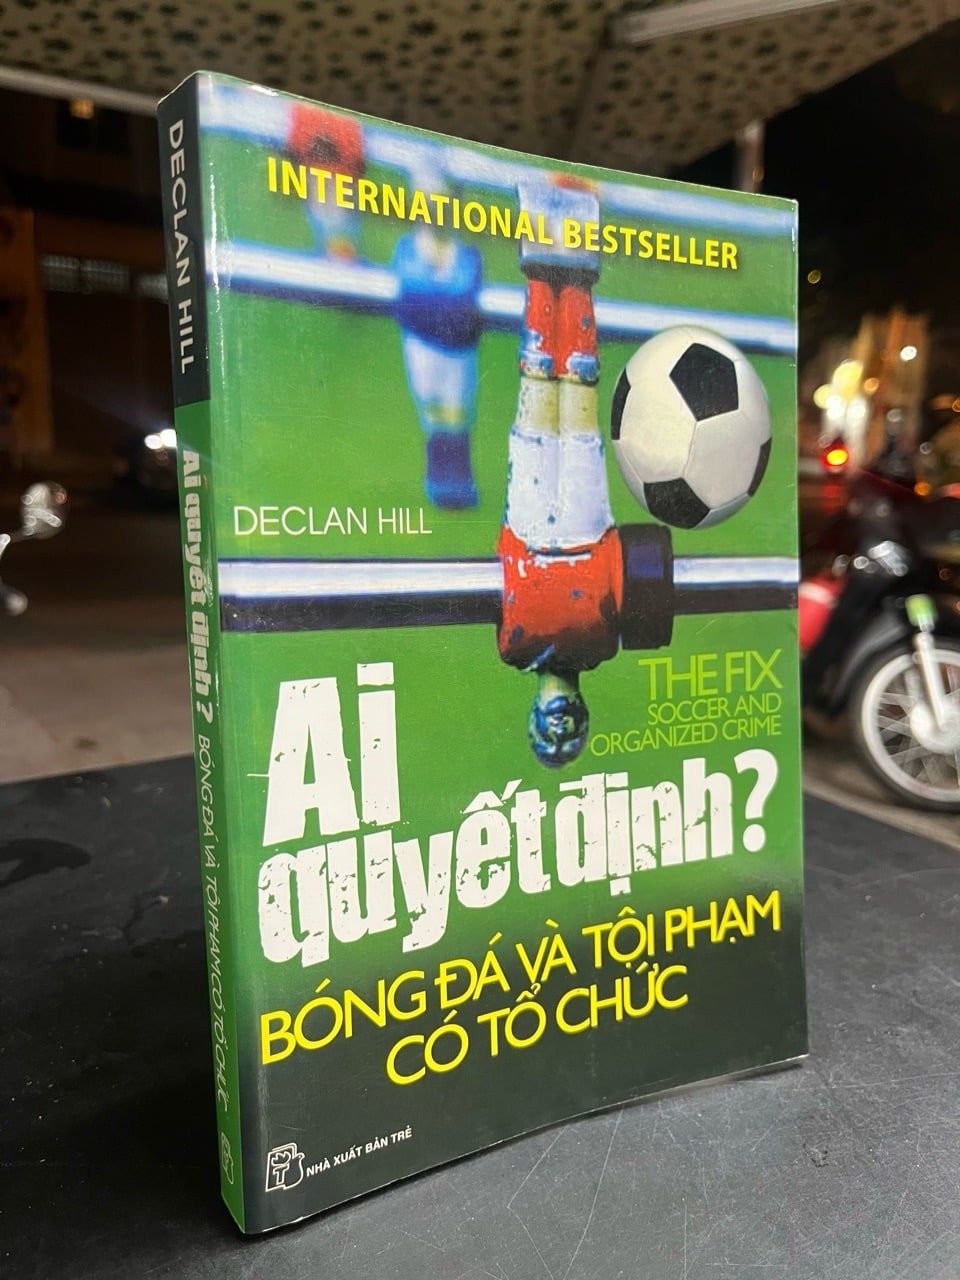 DECLAN HILL
Ai quyết định? BÓNG ĐÁ VÀ TỘI PHẠM CÓ TỔ CHỨC
INTERNATIONAL BESTSELLER
DECLAN HILL
THE FIX
SOCCER AND
ORGANIZED CRIME
Ai
quyết định?
BÓNG ĐÁ VÀ TỘI PHẠM
CÓ TỔ CHỨC
NHÀ XUẤT BẢN TRẺ